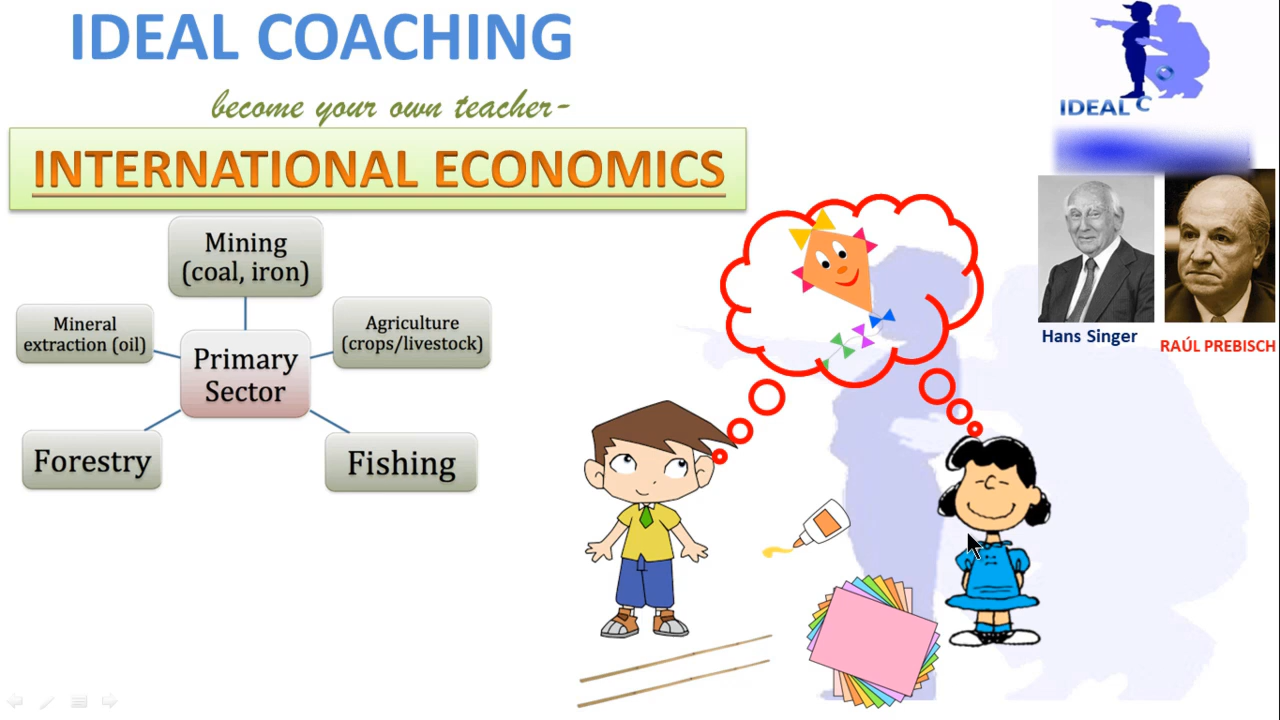 IDEAL COACHING
become your own teacher-
INTERNATIONAL ECONOMICS
Mining
(coal, iron)
Mineral
extraction (oil)
Agriculture
(crops/livestock)
Primary
Sector
Forestry
Fishing
IDEAL C
Hans Singer
RAÚL PREBISCH